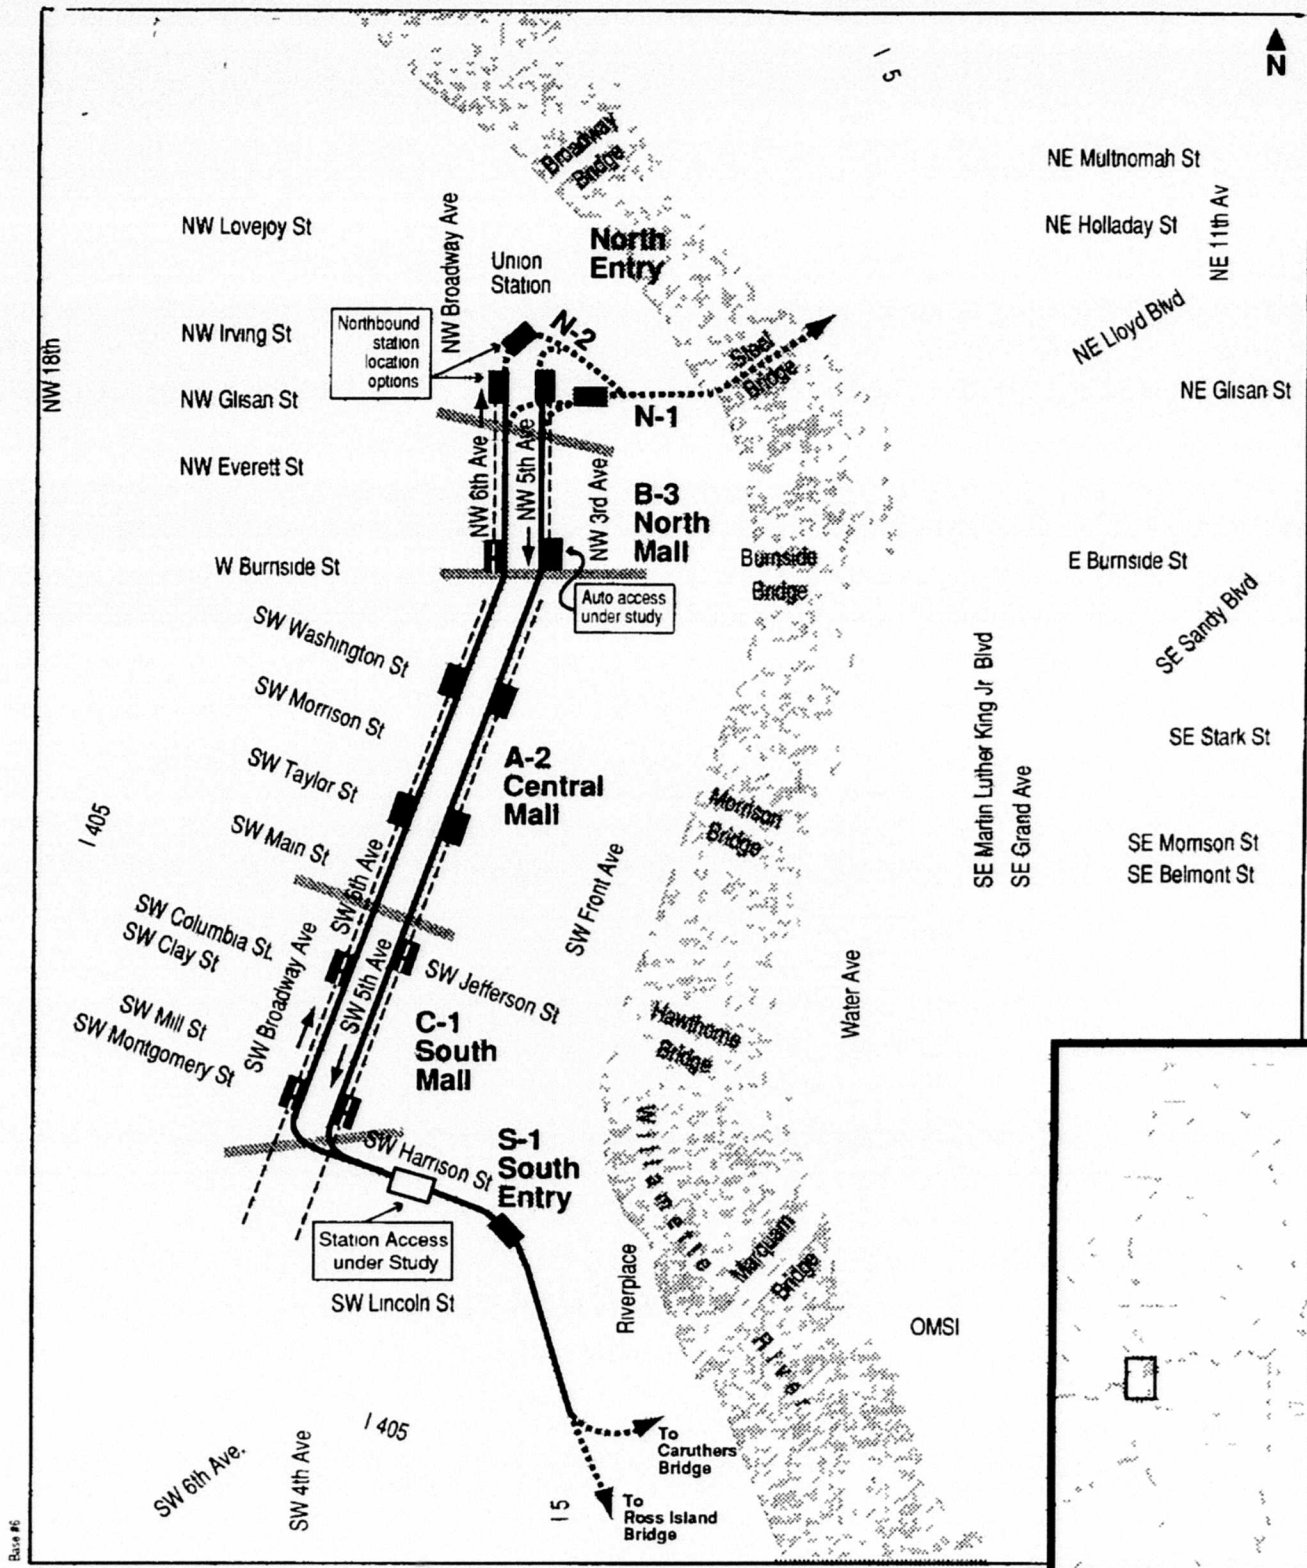 N
I 5
Broadway
Bridge
NE Multnomah St
NE 11th Av
NW Lovejoy St
NW Broadway Ave
NE Holladay St
North
Entry
Union
Station
NW 18th
NW Irving St
Northbound
station
location
options
N-2
Steel
Bridge
NE Lloyd Blvd
NW Glisan St
N-1
NE Glisan St
NW Everett St
NW 6th Ave
NW 5th Ave
NW 3rd Ave
B-3
North
Mall
W Burnside St
Burnside
Bridge
E Burnside St
Auto access
under study
SW Washington St
SE Sandy Blvd
SE Martin Luther King Jr Blvd
SE Grand Ave
SW Morrison St
SE Stark St
A-2
Central
Mall
SW Taylor St
I 405
Morrison
Bridge
SW Main St
SE Morrison St
SE Belmont St
SW 6th Ave
SW Front Ave
SW Columbia St.
SW Clay St
SW Broadway Ave
SW 5th Ave
SW Jefferson St
Water Ave
SW Mill St
SW Montgomery St
C-1
South
Mall
Hawthorne
Bridge
Willamette
River
SW Harrison St
S-1
South
Entry
Marquam
Bridge
Station Access
under Study
SW Lincoln St
Riverplace
OMSI
I 405
SW 6th Ave.
SW 4th Ave
I 5
To
Caruthers
Bridge
To
Ross Island
Bridge
Base #6